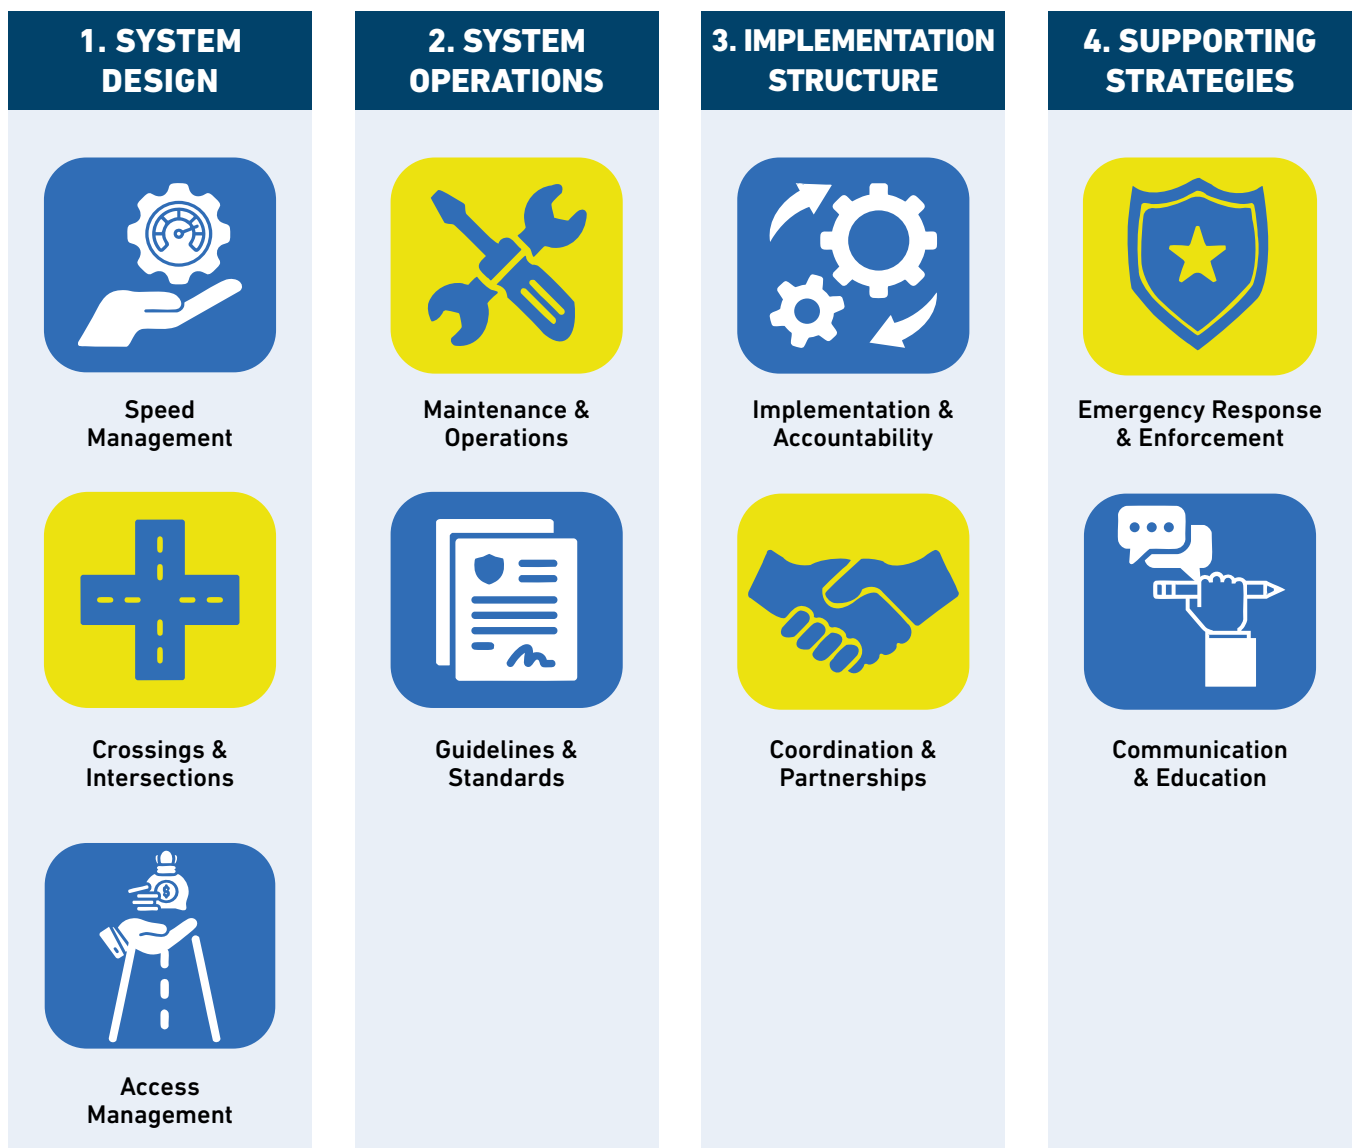 1. SYSTEM
DESIGN
Speed
Management
Crossings &
Intersections
$
Access
Management
2. SYSTEM
OPERATIONS
Maintenance &
Operations
Guidelines &
Standards
3. IMPLEMENTATION
STRUCTURE
Implementation &
Accountability
Coordination &
Partnerships
4. SUPPORTING
STRATEGIES
Emergency Response
& Enforcement
Communication
& Education